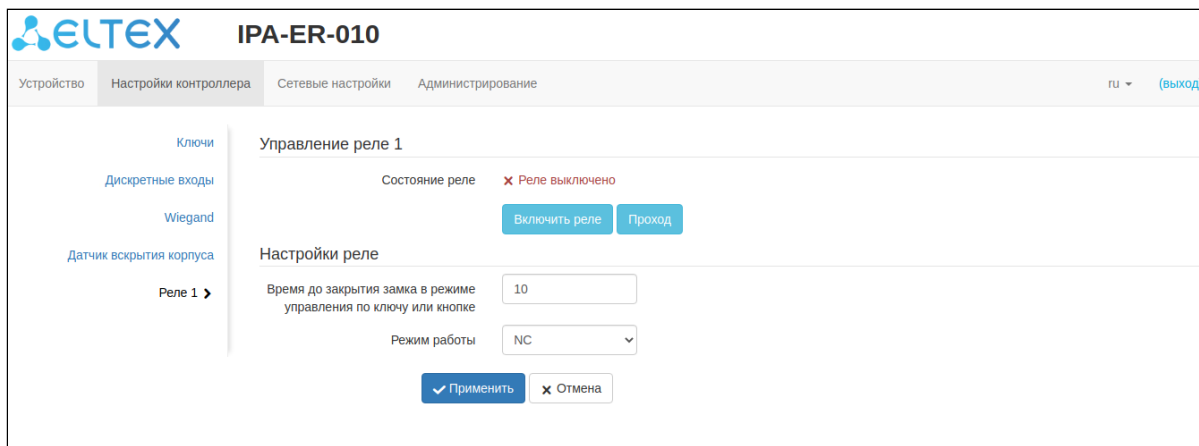 ELTEX IPA-ER-010
Устройство Настройки контроллера Сетевые настройки Администрирование ru (выход
Ключи
Дискретные входы
Wiegand
Датчик вскрытия корпуса
Реле 1
Управление реле 1
Состояние реле Реле выключено
Включить реле Проход
Настройки реле
Время до закрытия замка в режиме
управления по ключу или кнопке 10
Режим работы NC
Применить Отмена